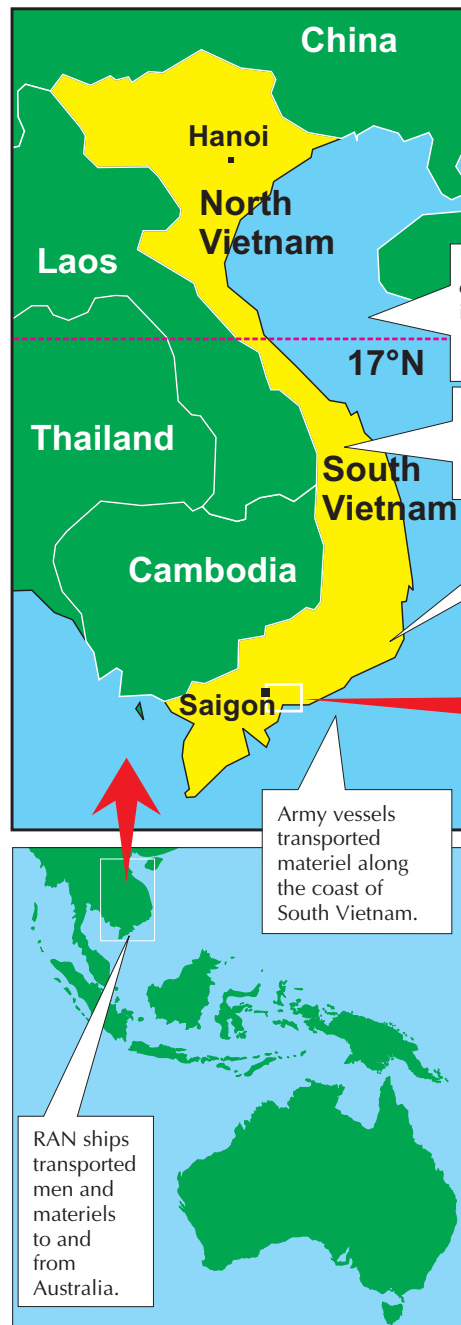 China
Hanoi
North
Vietnam
Laos
17°N
Thailand
South
Vietnam
Cambodia
Saigon
Army vessels
transported
materiel along
the coast of
South Vietnam.
RAN ships
transported
men and
materiels
to and
from
Australia.